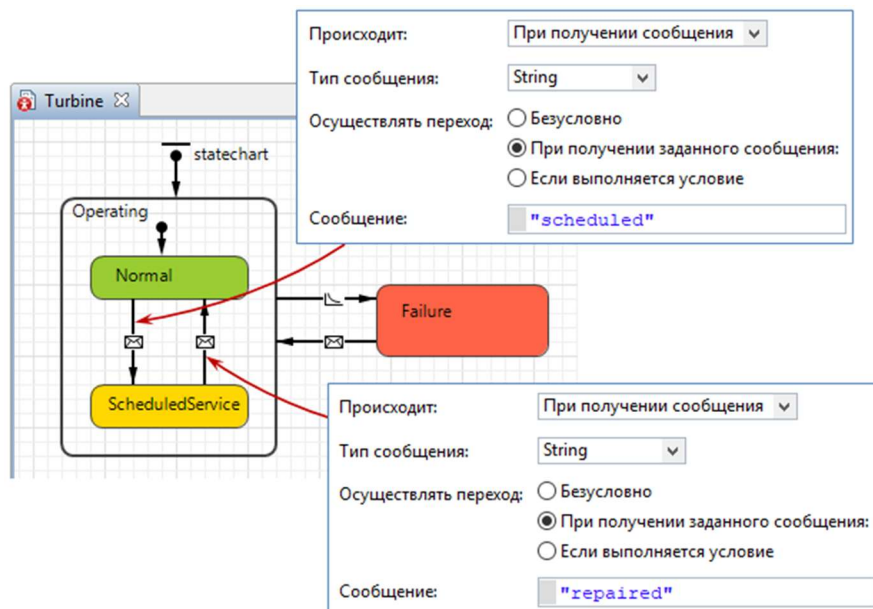 Происходит: При получении сообщения
Тип сообщения: String
Осуществлять переход: Безусловно
При получении заданного сообщения:
Если выполняется условие
Сообщение: "scheduled"
Turbine
statechart
Operating
Normal
Failure
ScheduledService
Происходит: При получении сообщения
Тип сообщения: String
Осуществлять переход: Безусловно
При получении заданного сообщения:
Если выполняется условие
Сообщение: "repaired"